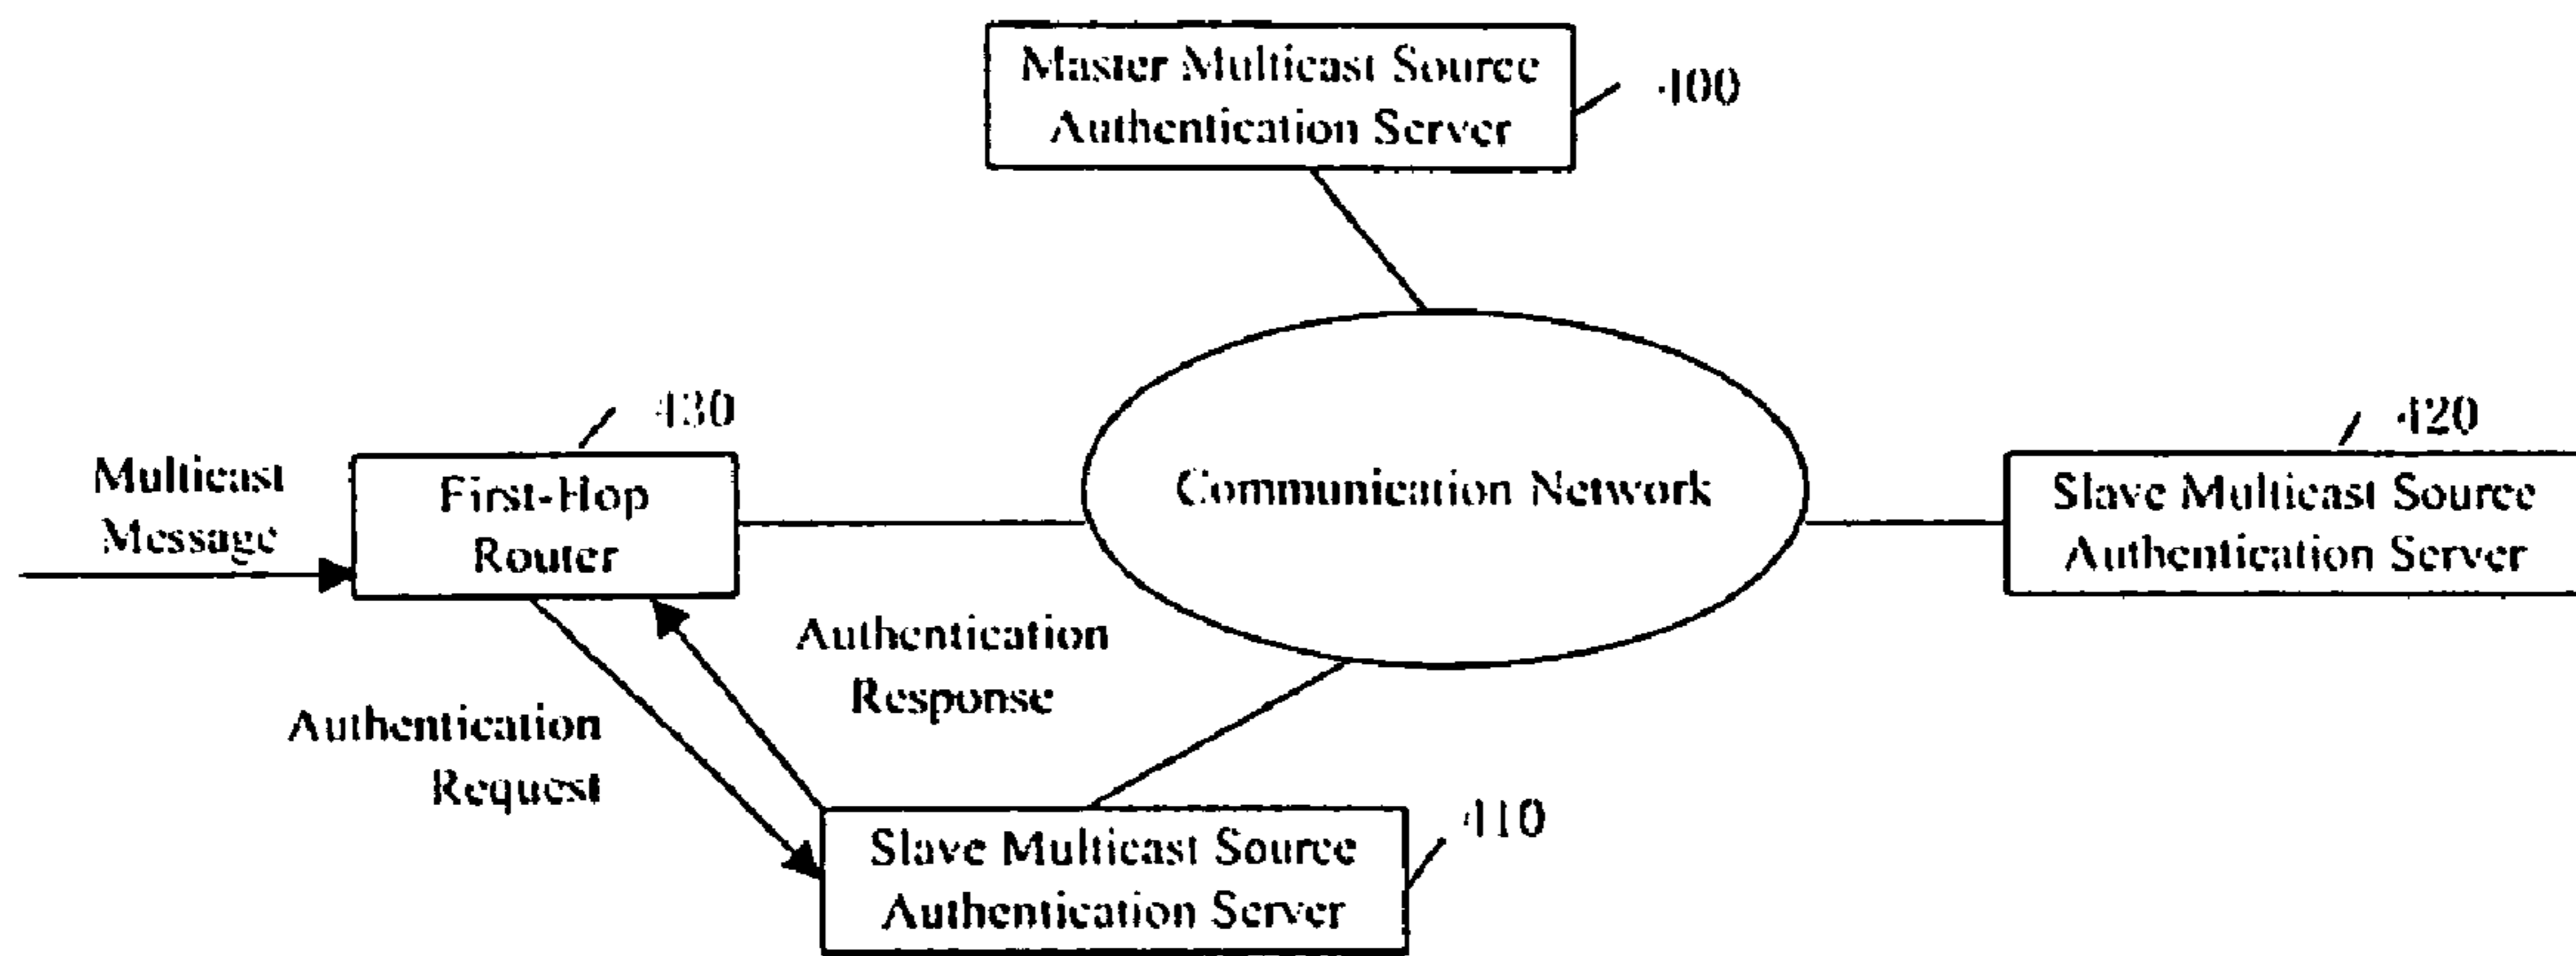 Master Multicast Source
Authentication Server
400
430
420
Multicast
Message
First-Hop
Router
Communication Network
Slave Multicast Source
Authentication Server
Authentication
Response
Authentication
Request
410
Slave Multicast Source
Authentication Server